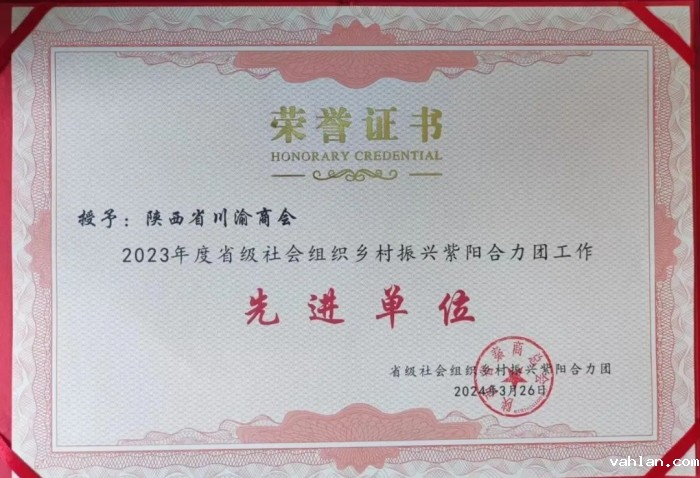 荣誉证书
HONORARY CREDENTIAL
授予：陕西省川渝商会
2023年度省级社会组织乡村振兴紫阳合力团工作
先进单位
省级社会组织乡村振兴紫阳合力团
2024年3月26日
vahlan.com